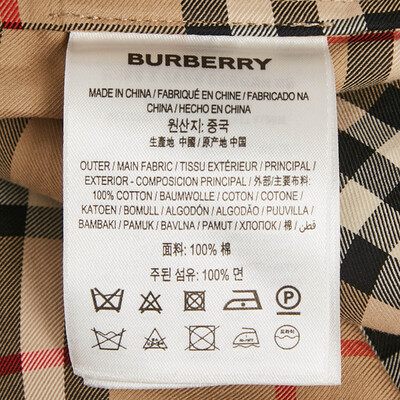 BURBERRY
MADE IN CHINA / FABRIQUÉ EN CHINE / FABRICADO NA
CHINA / HECHO EN CHINA
원산지: 중국
生產地 中國 / 原产地 中国
OUTER / MAIN FABRIC / TISSU EXTÉRIEUR / PRINCIPAL /
EXTERIOR - COMPOSICION PRINCIPAL / 外部/主要布料:
100% COTTON / BAUMWOLLE / COTON / COTONE /
KATOEN / BOMULL / ALGODÓN / ALGODÃO / PUUVILLA /
BAMBAKI / PAMUK / BAVLNA / PAMUT / ХЛОПОК / 棉 / قطن
面料: 100% 棉
주된 섬유: 100% 면
P